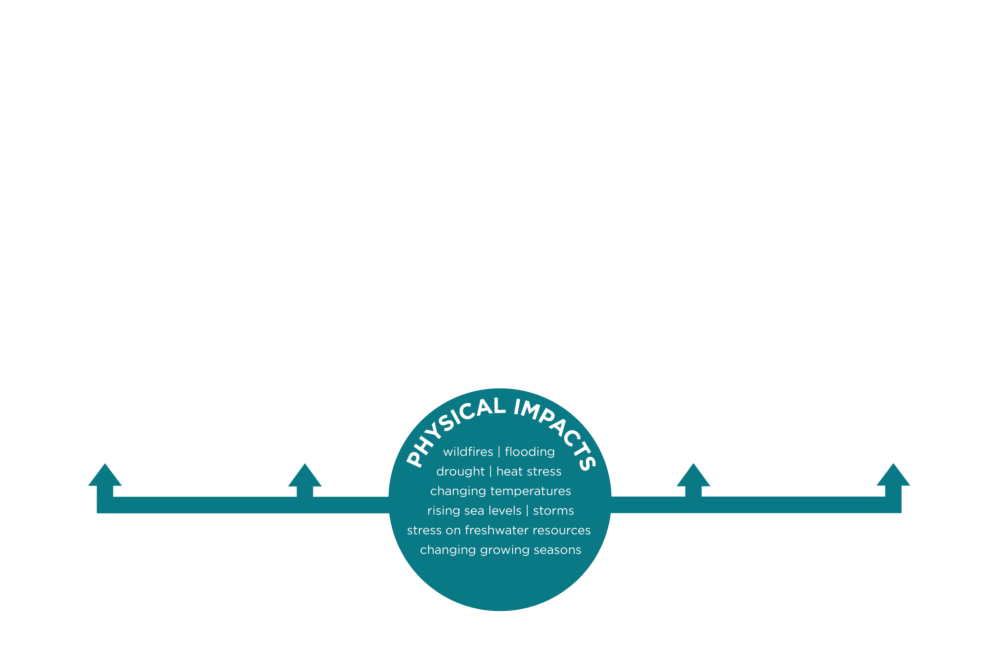 PHYSICAL IMPACTS
wildfires | flooding
drought | heat stress
changing temperatures
rising sea levels | storms
stress on freshwater resources
changing growing seasons